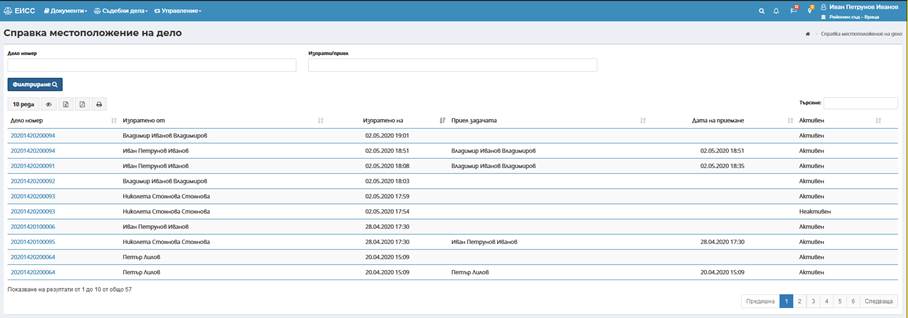 ЕИСС Документи Съдебни дела Управление Иван Петрунов Иванов
Районен съд - Враца
Справка местоположение на дело Справка местоположение на дело
Дело номер Изпрати/приел
Филтриране
10 реда Търсене:
Дело номер Изпратено от Изпратено на Приел задачата Дата на приемане Активен
20201420200094 Владимир Иванов Владимиров 02.05.2020 19:01 Активен
20201420200094 Иван Петрунов Иванов 02.05.2020 18:51 Владимир Иванов Владимиров 02.05.2020 18:51 Активен
20201420200091 Иван Петрунов Иванов 02.05.2020 18:08 Владимир Иванов Владимиров 02.05.2020 18:35 Активен
20201420200092 Владимир Иванов Владимиров 02.05.2020 18:03 Активен
20201420200093 Николета Стоянова Стоянова 02.05.2020 17:59 Активен
20201420200093 Николета Стоянова Стоянова 02.05.2020 17:54 Неактивен
20201420100006 Иван Петрунов Иванов 28.04.2020 17:30 Активен
20201420100095 Николета Стоянова Стоянова 28.04.2020 17:30 Иван Петрунов Иванов 28.04.2020 17:30 Активен
20201420200064 Петър Лилов 20.04.2020 15:09 Активен
20201420200064 Петър Лилов 20.04.2020 15:09 Петър Лилов 20.04.2020 15:09 Активен
Показване на резултати от 1 до 10 от общо 57
Предишна 1 2 3 4 5 6 Следваща